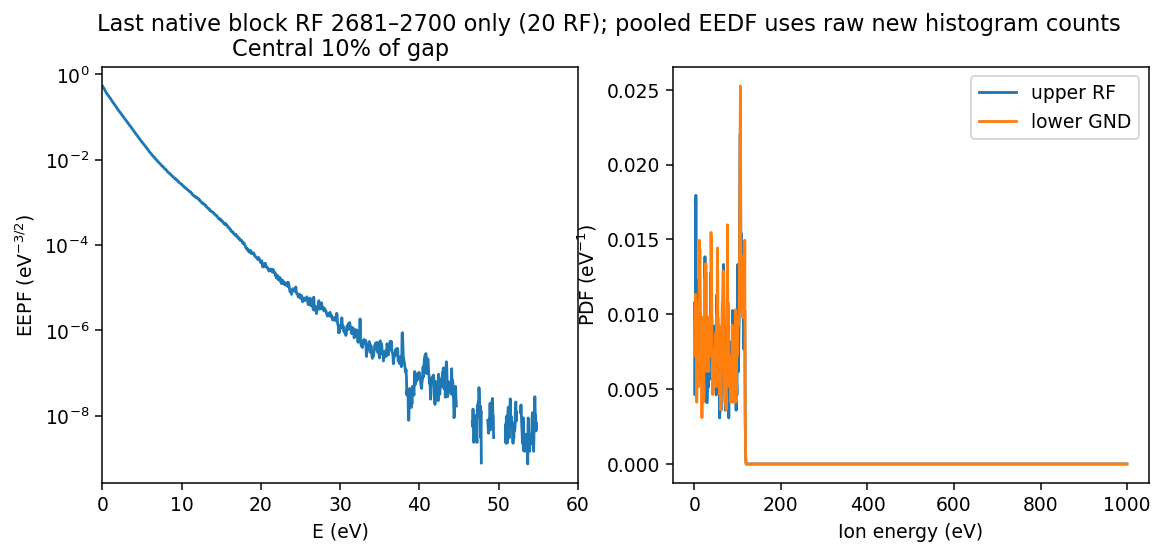 Last native block RF 2681–2700 only (20 RF); pooled EEDF uses raw new histogram counts
Central 10% of gap
EEPF (eV⁻³ᐟ²)
10⁰
10⁻²
10⁻⁴
10⁻⁶
10⁻⁸
0 10 20 30 40 50 60
E (eV)
PDF (eV⁻¹)
0.025
0.020
0.015
0.010
0.005
0.000
0 200 400 600 800 1000
Ion energy (eV)
upper RF
lower GND